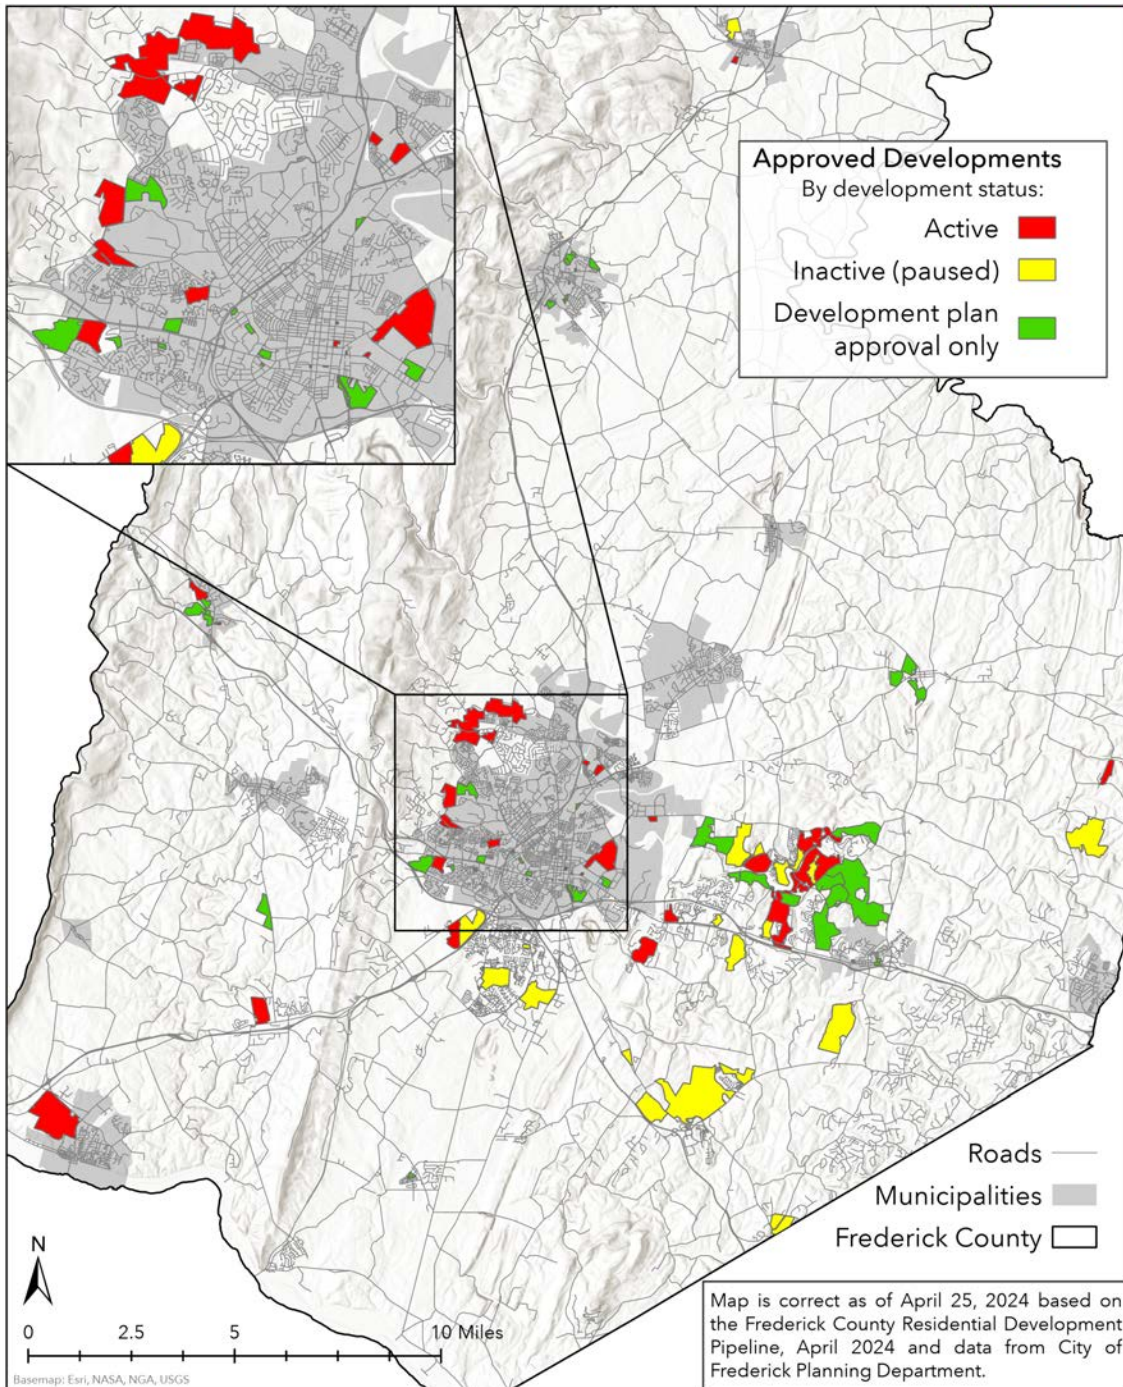 Approved Developments
By development status:
Active
Inactive (paused)
Development plan
approval only
Roads
Municipalities
Frederick County
N
0 2.5 5 10 Miles
Map is correct as of April 25, 2024 based on
the Frederick County Residential Development
Pipeline, April 2024 and data from City of
Frederick Planning Department.
Basemap: Esri, NASA, NGA, USGS